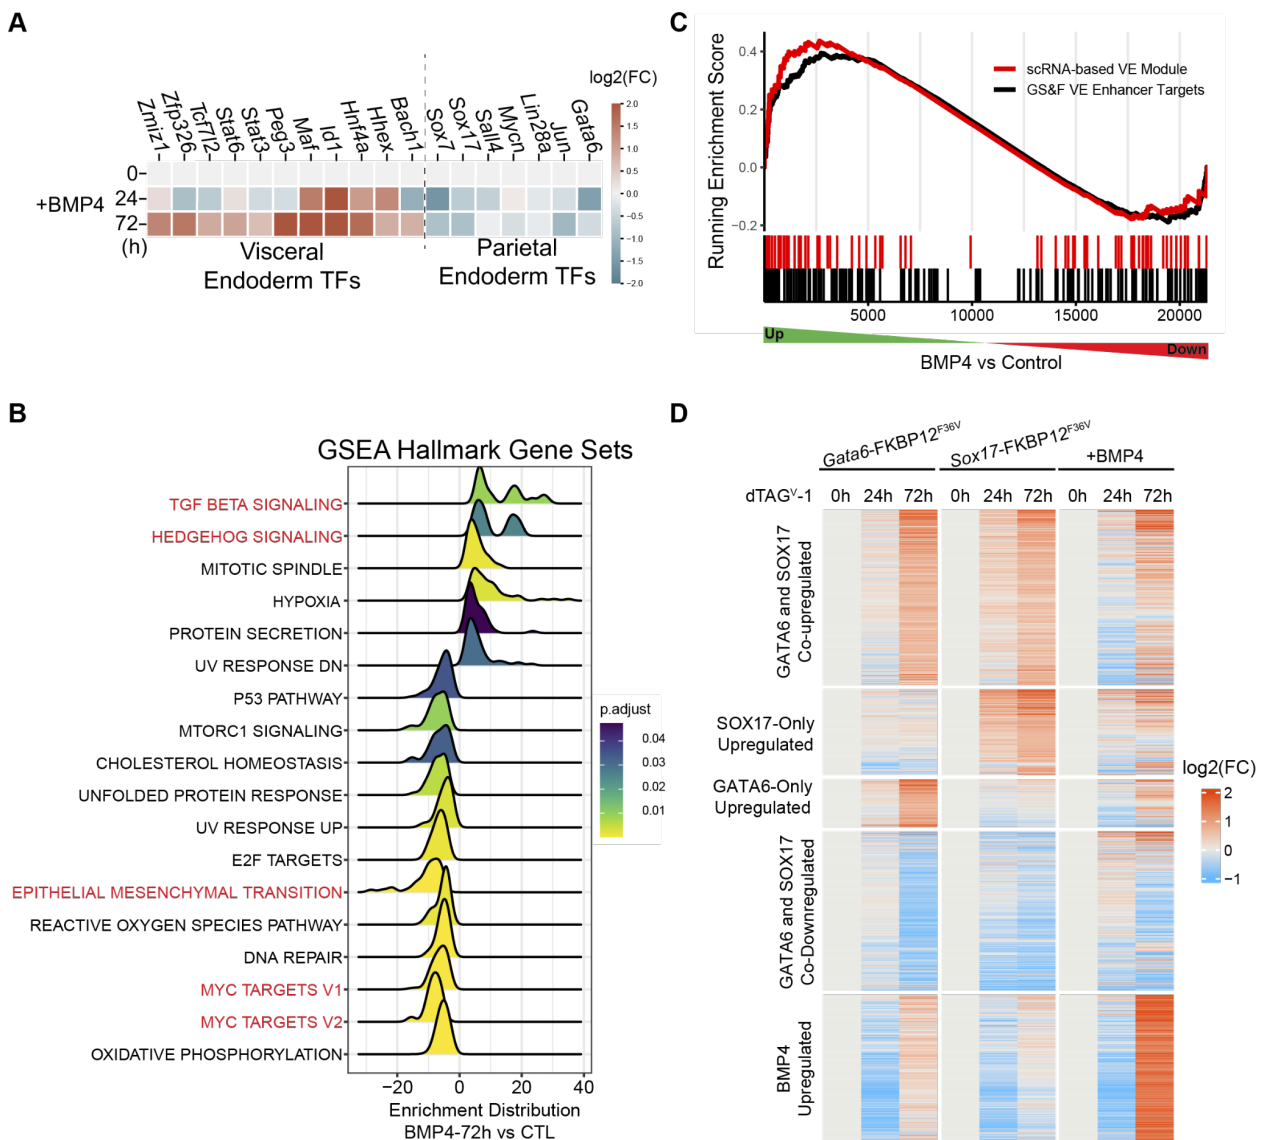 A
log2(FC)
Zmiz1
Zfp326
Tcf7l2
Stat6
Stat3
Peg3
Maf
Id1
Hnf4a
Hhex
Bach1
Sox7
Sox17
Sall4
Mycn
Lin28a
Jun
Gata6
2.0
1.5
1.0
0.5
0.0
−0.5
−1.0
−1.5
−2.0
0
+BMP4 24
72
(h)
Visceral
Endoderm TFs
Parietal
Endoderm TFs
C
Running Enrichment Score
0.4
0.2
0.0
−0.2
scRNA-based VE Module
GS&F VE Enhancer Targets
5000 10000 15000 20000
Up
Down
BMP4 vs Control
B
GSEA Hallmark Gene Sets
TGF BETA SIGNALING
HEDGEHOG SIGNALING
MITOTIC SPINDLE
HYPOXIA
PROTEIN SECRETION
UV RESPONSE DN
P53 PATHWAY
MTORC1 SIGNALING
CHOLESTEROL HOMEOSTASIS
UNFOLDED PROTEIN RESPONSE
UV RESPONSE UP
E2F TARGETS
EPITHELIAL MESENCHYMAL TRANSITION
REACTIVE OXYGEN SPECIES PATHWAY
DNA REPAIR
MYC TARGETS V1
MYC TARGETS V2
OXIDATIVE PHOSPHORYLATION
−20 0 20 40
Enrichment Distribution
BMP4-72h vs CTL
p.adjust
0.04
0.03
0.02
0.01
D
Gata6-FKBP12F36V
Sox17-FKBP12F36V
+BMP4
dTAGV-1 0h 24h 72h 0h 24h 72h 0h 24h 72h
GATA6 and SOX17
Co-upregulated
SOX17-Only
Upregulated
GATA6-Only
Upregulated
GATA6 and SOX17
Co-Downregulated
BMP4
Upregulated
log2(FC)
2
1
0
−1